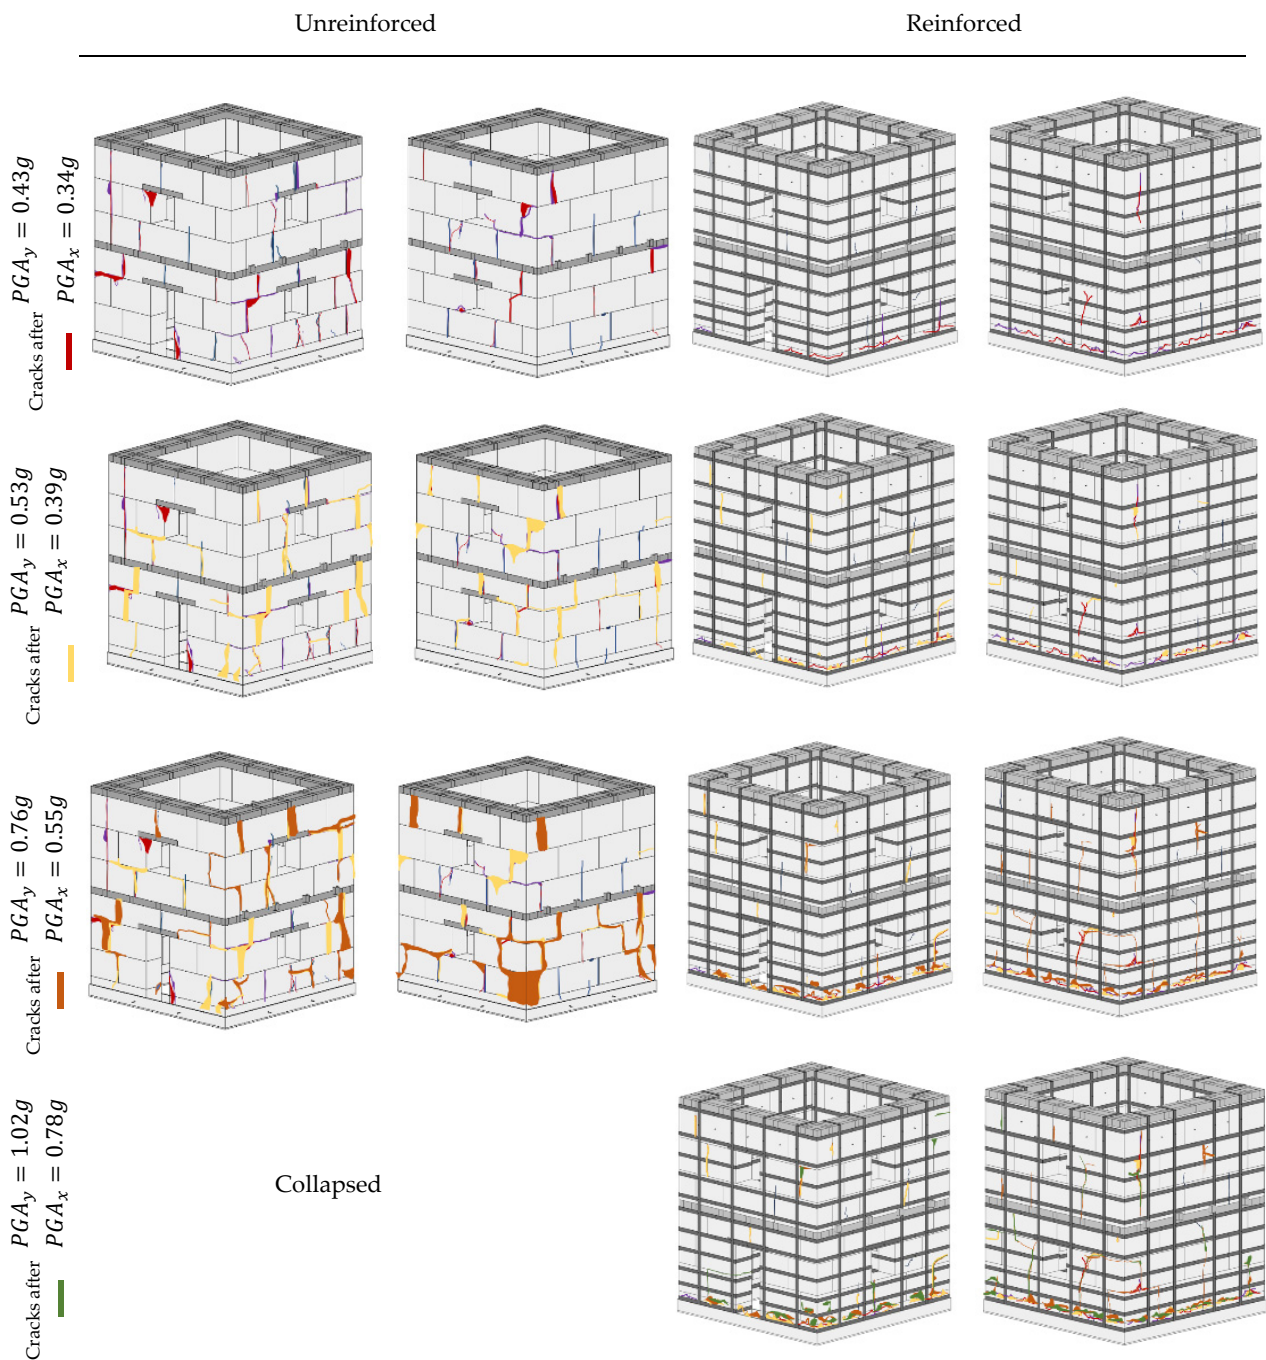 Unreinforced
Reinforced
Cracks after
PGA_y = 0.43g
PGA_x = 0.34g
Cracks after
PGA_y = 0.53g
PGA_x = 0.39g
Cracks after
PGA_y = 0.76g
PGA_x = 0.55g
Cracks after
PGA_y = 1.02g
PGA_x = 0.78g
Collapsed